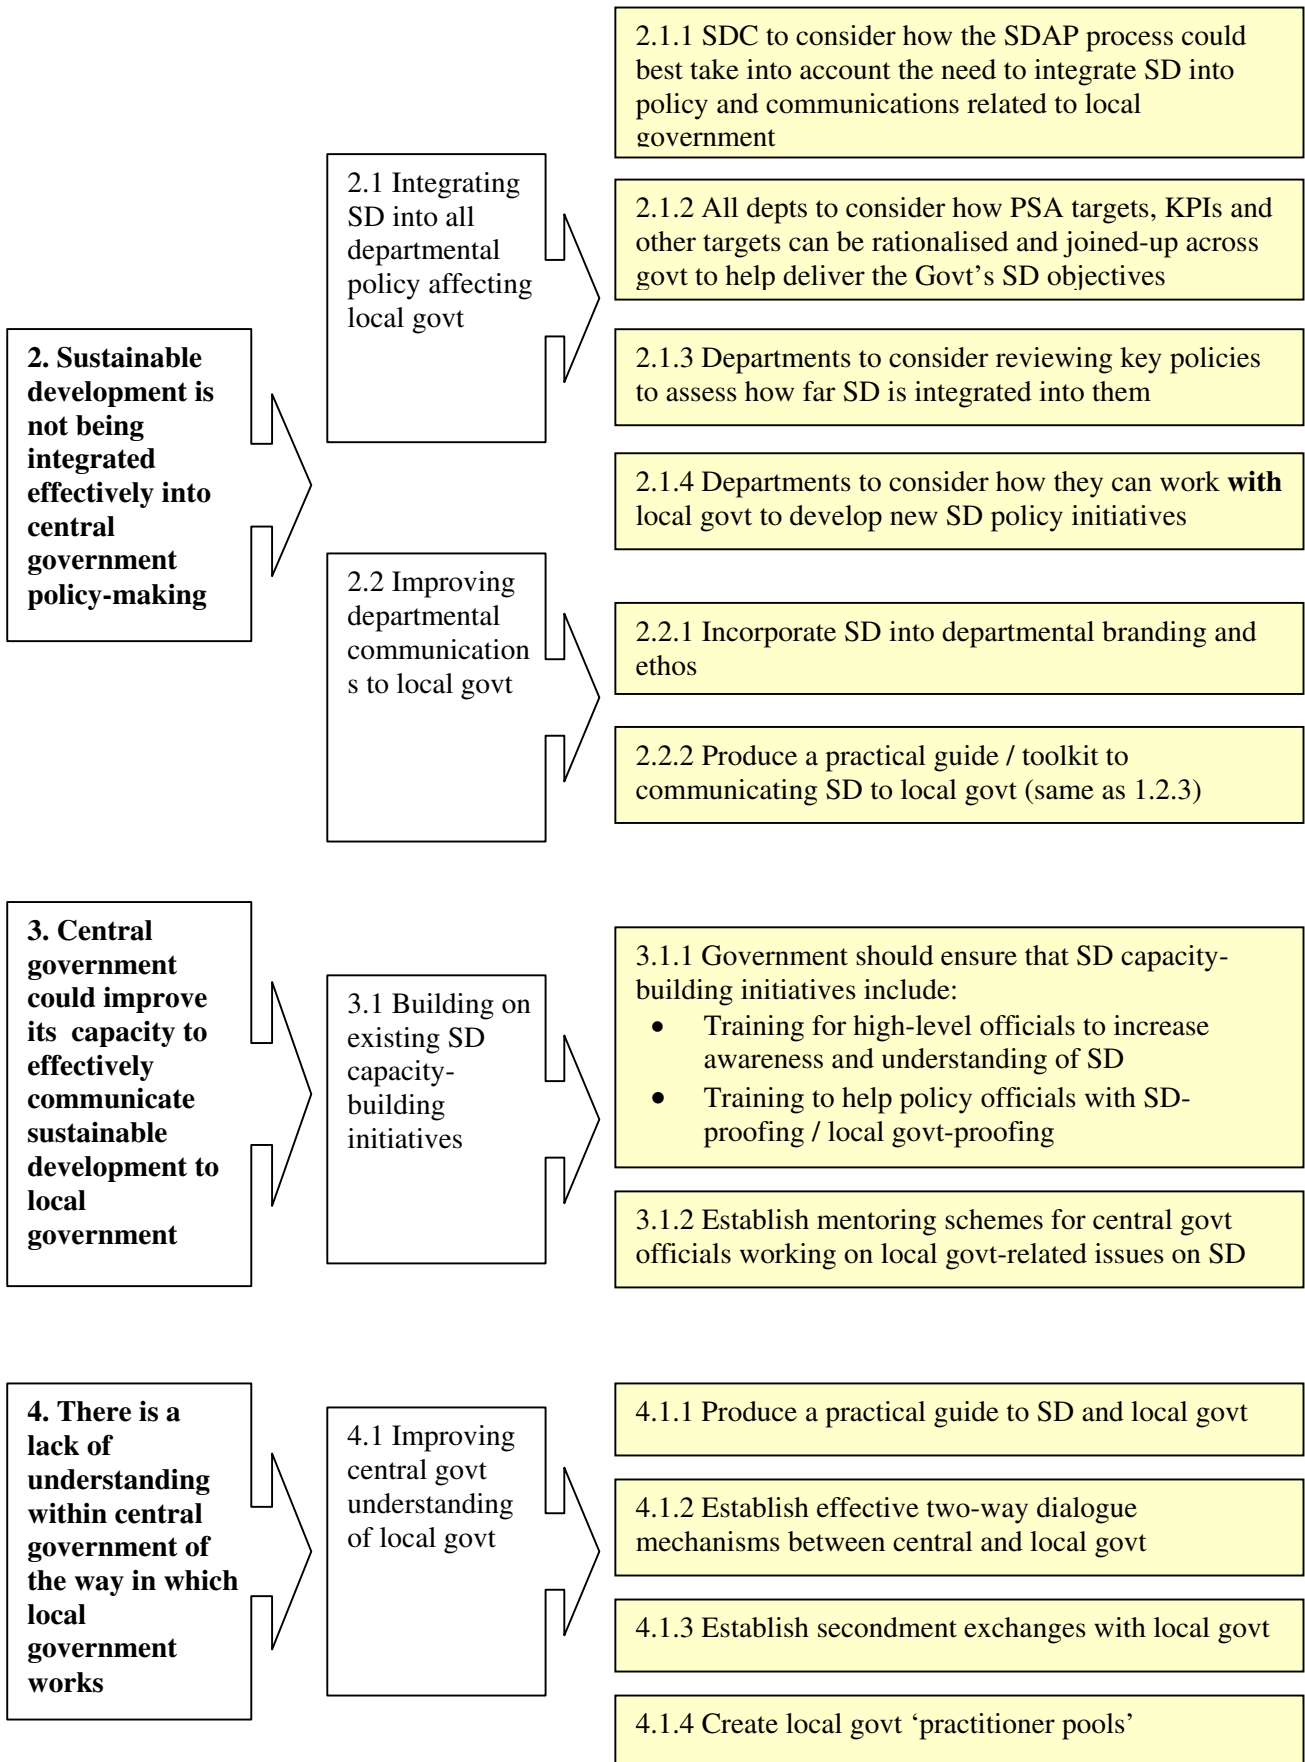 2. Sustainable
development is
not being
integrated
effectively into
central
government
policy-making
2.1 Integrating
SD into all
departmental
policy affecting
local govt
2.1.1 SDC to consider how the SDAP process could
best take into account the need to integrate SD into
policy and communications related to local
government
2.1.2 All depts to consider how PSA targets, KPIs and
other targets can be rationalised and joined-up across
govt to help deliver the Govt's SD objectives
2.1.3 Departments to consider reviewing key policies
to assess how far SD is integrated into them
2.1.4 Departments to consider how they can work with
local govt to develop new SD policy initiatives
2.2 Improving
departmental
communication
s to local govt
2.2.1 Incorporate SD into departmental branding and
ethos
2.2.2 Produce a practical guide / toolkit to
communicating SD to local govt (same as 1.2.3)
3. Central
government
could improve
its capacity to
effectively
communicate
sustainable
development to
local
government
3.1 Building on
existing SD
capacity-
building
initiatives
3.1.1 Government should ensure that SD capacity-
building initiatives include:
• Training for high-level officials to increase
awareness and understanding of SD
• Training to help policy officials with SD-
proofing / local govt-proofing
3.1.2 Establish mentoring schemes for central govt
officials working on local govt-related issues on SD
4. There is a
lack of
understanding
within central
government of
the way in which
local
government
works
4.1 Improving
central govt
understanding
of local govt
4.1.1 Produce a practical guide to SD and local govt
4.1.2 Establish effective two-way dialogue
mechanisms between central and local govt
4.1.3 Establish secondment exchanges with local govt
4.1.4 Create local govt ‘practitioner pools’